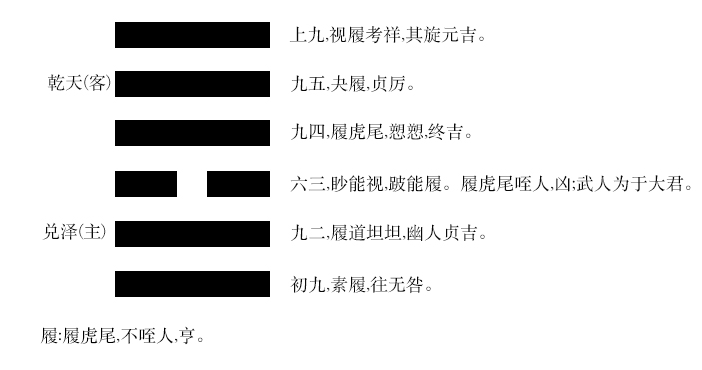 上九,视履考祥,其旋元吉。
乾天(客)
九五,夬履,贞厉。
九四,履虎尾,愬愬,终吉。
六三,眇能视,跛能履。履虎尾咥人,凶;武人为于大君。
兑泽(主)
九二,履道坦坦,幽人贞吉。
初九,素履,往无咎。
履:履虎尾,不咥人,亨。